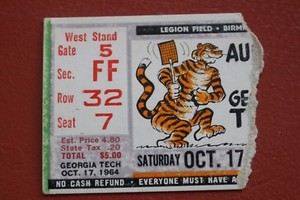 West Stand
Gate 5
Sec. FF
Row 32
Seat 7
Est. Price 4.80
State Tax .20
TOTAL $5.00
GEORGIA TECH
OCT. 17, 1964
NO CASH REFUND
LEGION FIELD • BIRM
AU
GE
T
SATURDAY OCT. 17
EVERYONE MUST HAVE A